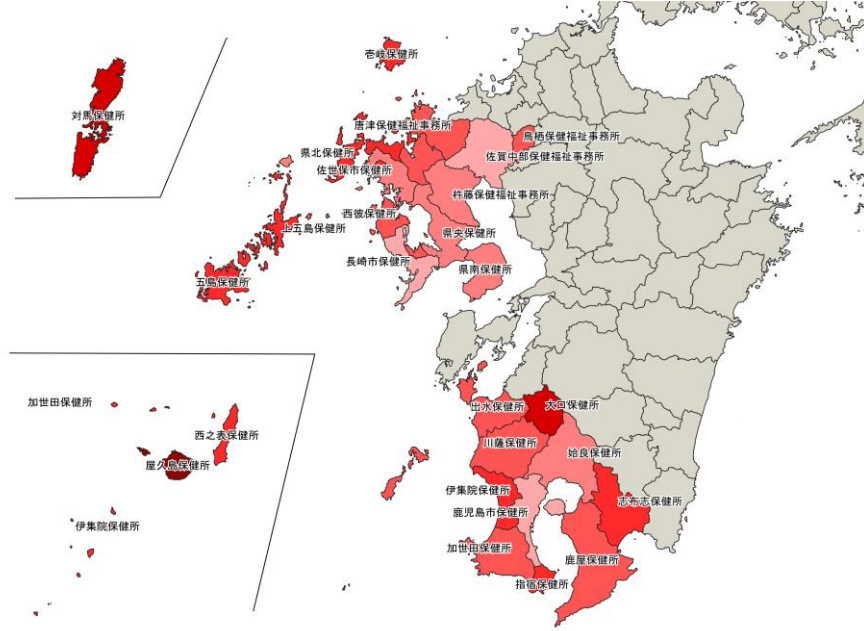 壱岐保健所
対馬保健所
唐津保健福祉事務所
鳥栖保健福祉事務所
県北保健所
佐賀中部保健福祉事務所
佐世保市保健所
杵藤保健福祉事務所
西彼保健所
上五島保健所
県央保健所
長崎市保健所
県南保健所
五島保健所
加世田保健所
出水保健所
大口保健所
西之表保健所
川薩保健所
姶良保健所
屋久島保健所
伊集院保健所
志布志保健所
鹿児島市保健所
伊集院保健所
加世田保健所
鹿屋保健所
指宿保健所